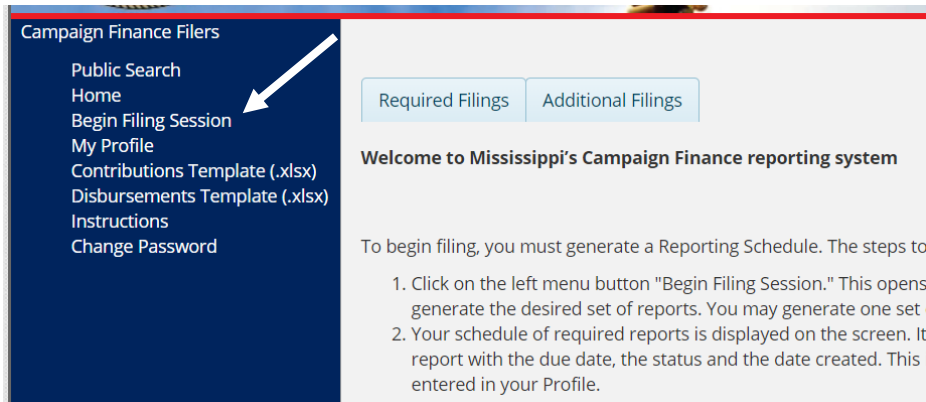 Campaign Finance Filers
Public Search
Home
Begin Filing Session
My Profile
Contributions Template (.xlsx)
Disbursements Template (.xlsx)
Instructions
Change Password
Required Filings
Additional Filings
Welcome to Mississippi's Campaign Finance reporting system
To begin filing, you must generate a Reporting Schedule. The steps to
1. Click on the left menu button "Begin Filing Session." This opens
generate the desired set of reports. You may generate one set
2. Your schedule of required reports is displayed on the screen. It
report with the due date, the status and the date created. This
entered in your Profile.